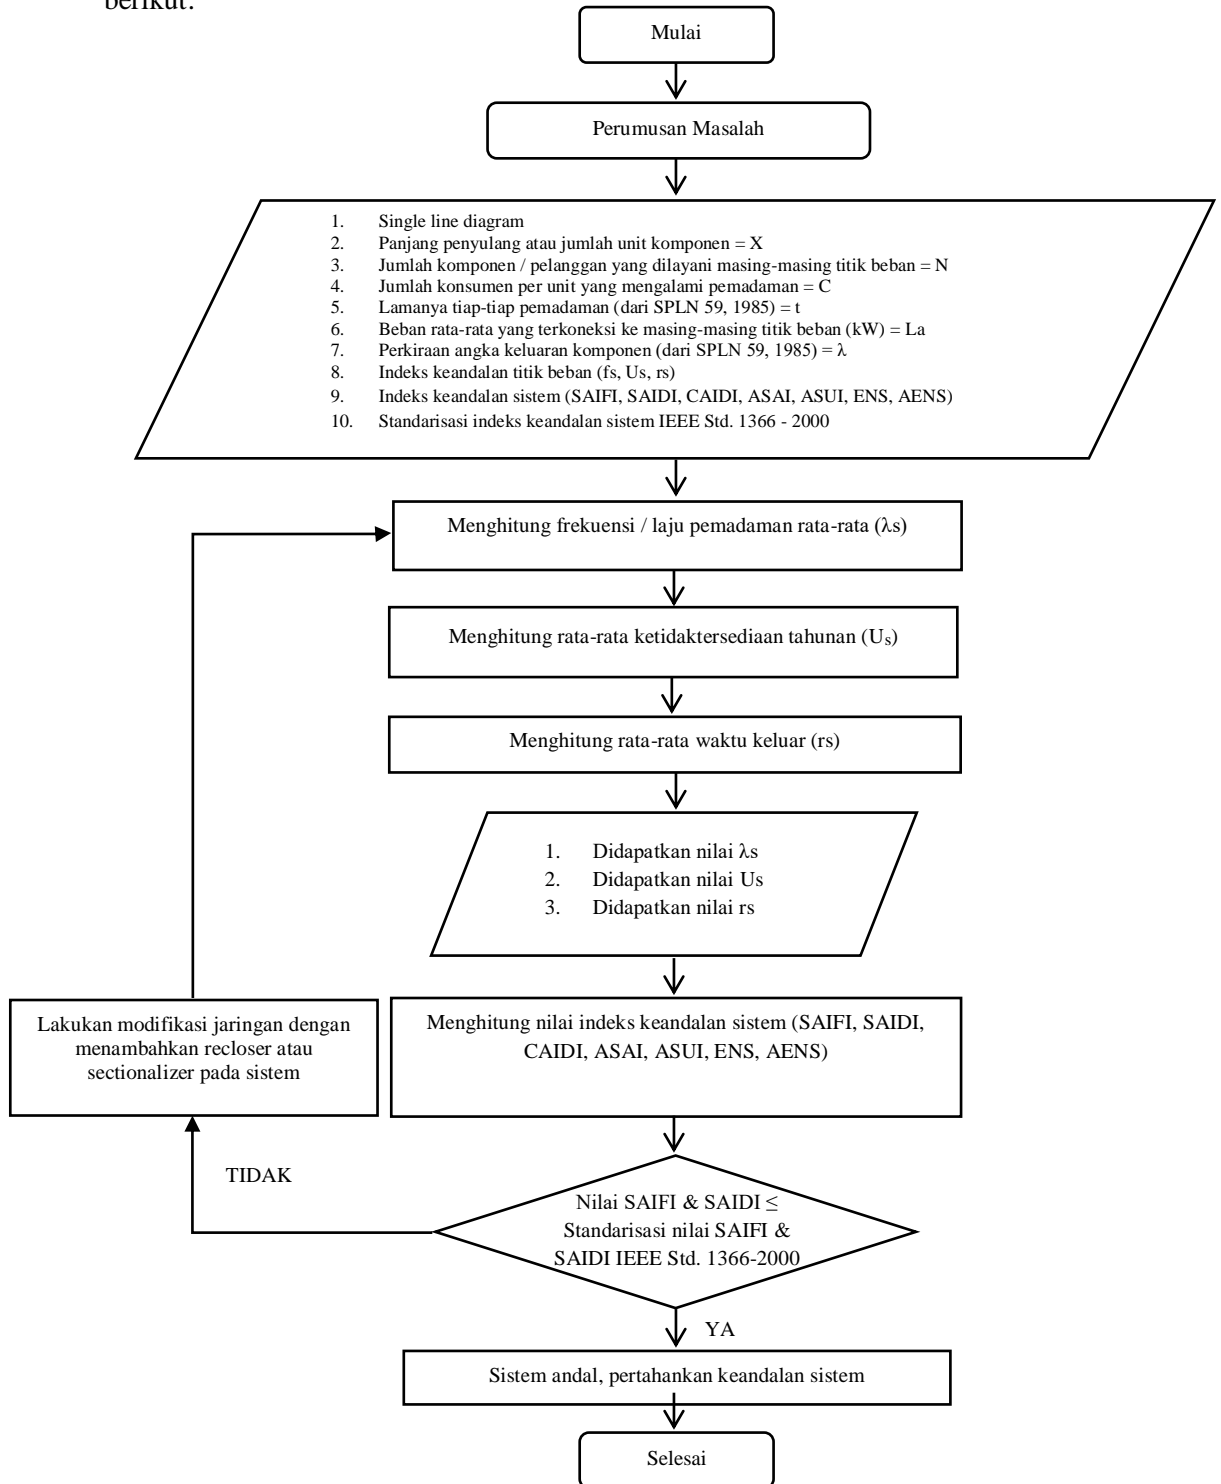 berikut:
Mulai
Perumusan Masalah
1. Single line diagram
2. Panjang penyulang atau jumlah unit komponen = X
3. Jumlah komponen / pelanggan yang dilayani masing-masing titik beban = N
4. Jumlah konsumen per unit yang mengalami pemadaman = C
5. Lamanya tiap-tiap pemadaman (dari SPLN 59, 1985) = t
6. Beban rata-rata yang terkoneksi ke masing-masing titik beban (kW) = La
7. Perkiraan angka keluaran komponen (dari SPLN 59, 1985) = λ
8. Indeks keandalan titik beban (fs, Us, rs)
9. Indeks keandalan sistem (SAIFI, SAIDI, CAIDI, ASAI, ASUI, ENS, AENS)
10. Standarisasi indeks keandalan sistem IEEE Std. 1366 - 2000
Menghitung frekuensi / laju pemadaman rata-rata (λs)
Menghitung rata-rata ketidaktersediaan tahunan (Us)
Menghitung rata-rata waktu keluar (rs)
1. Didapatkan nilai λs
2. Didapatkan nilai Us
3. Didapatkan nilai rs
Lakukan modifikasi jaringan dengan
menambahkan recloser atau
sectionalizer pada sistem
Menghitung nilai indeks keandalan sistem (SAIFI, SAIDI,
CAIDI, ASAI, ASUI, ENS, AENS)
TIDAK
Nilai SAIFI & SAIDI ≤
Standarisasi nilai SAIFI &
SAIDI IEEE Std. 1366-2000
YA
Sistem andal, pertahankan keandalan sistem
Selesai